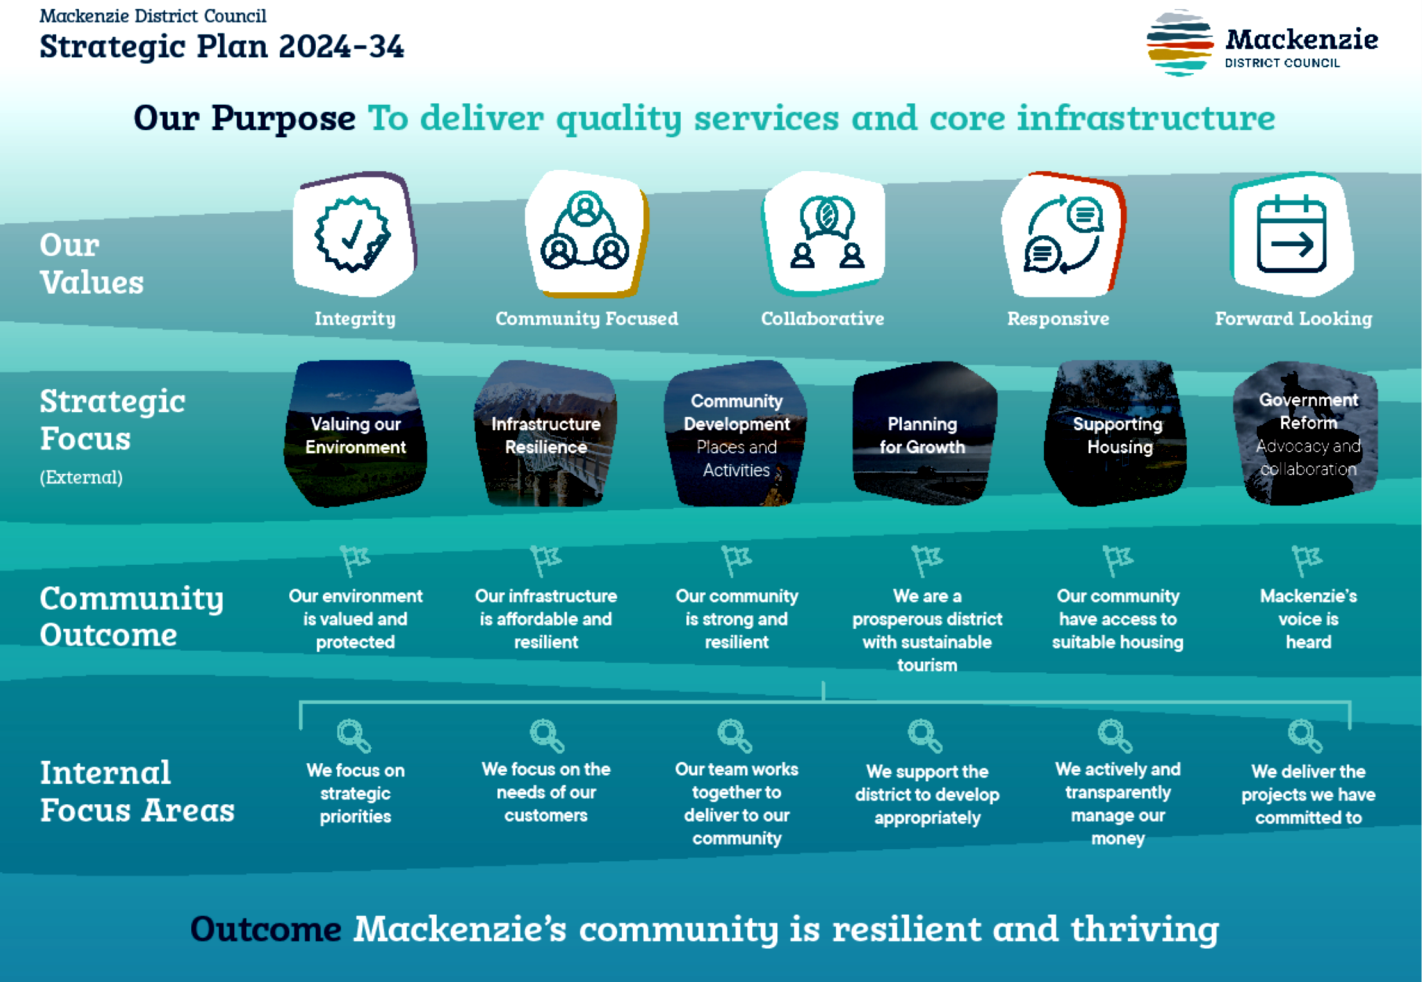 Mackenzie District Council
Strategic Plan 2024-34
Mackenzie
DISTRICT COUNCIL
Our Purpose To deliver quality services and core infrastructure
Our
Values
Integrity
Community Focused
Collaborative
Responsive
Forward Looking
Strategic
Focus
(External)
Valuing our
Environment
Infrastructure
Resilience
Community
Development
Places and
Activities
Planning
for Growth
Supporting
Housing
Government
Reform
Advocacy and
collaboration
Community
Outcome
Our environment
is valued and
protected
Our infrastructure
is affordable and
resilient
Our community
is strong and
resilient
We are a
prosperous district
with sustainable
tourism
Our community
have access to
suitable housing
Mackenzie's
voice is
heard
Internal
Focus Areas
We focus on
strategic
priorities
We focus on the
needs of our
customers
Our team works
together to
deliver to our
community
We support the
district to develop
appropriately
We actively and
transparently
manage our
money
We deliver the
projects we have
committed to
Outcome Mackenzie's community is resilient and thriving